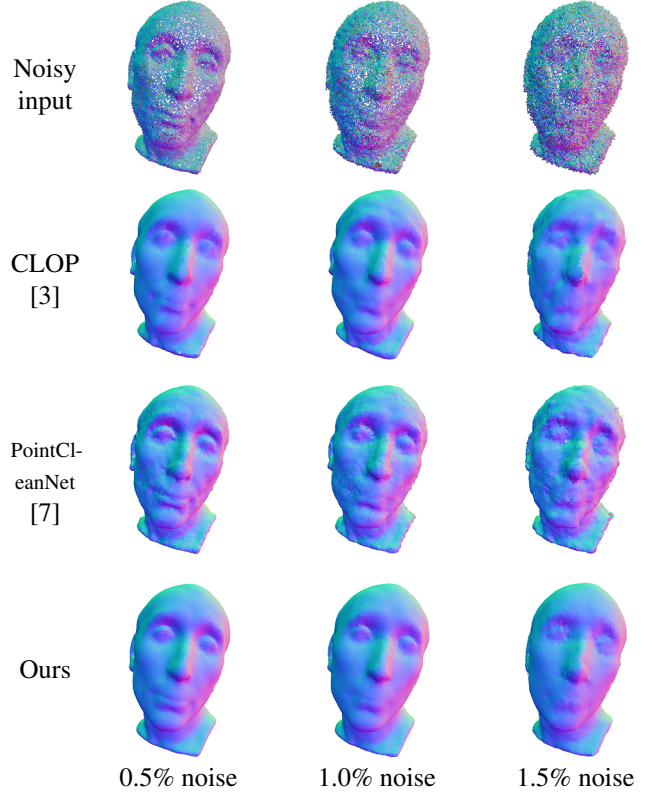 Noisy
input
CLOP
[3]
PointCl-
eanNet
[7]
Ours
0.5% noise
1.0% noise
1.5% noise